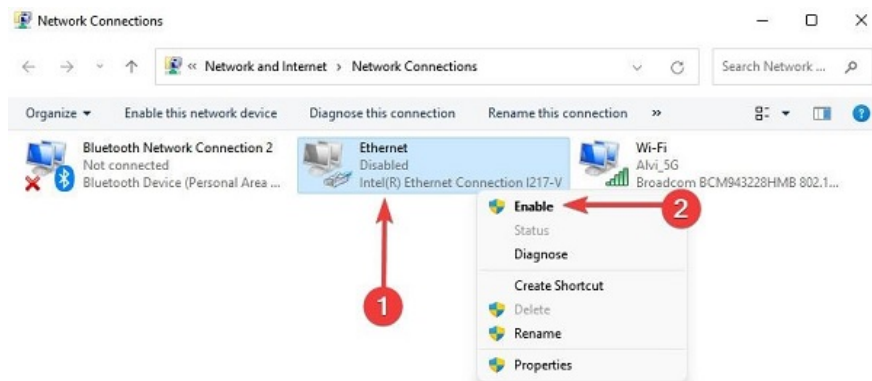 Network Connections
« Network and Internet › Network Connections
Search Network ...
Organize Enable this network device Diagnose this connection Rename this connection »
Bluetooth Network Connection 2
Not connected
Bluetooth Device (Personal Area ...
Ethernet
Disabled
Intel(R) Ethernet Connection I217-V
Wi-Fi
Alvi_5G
Broadcom BCM943228HMB 802.1...
Enable
2
Status
Diagnose
Create Shortcut
1
Delete
Rename
Properties